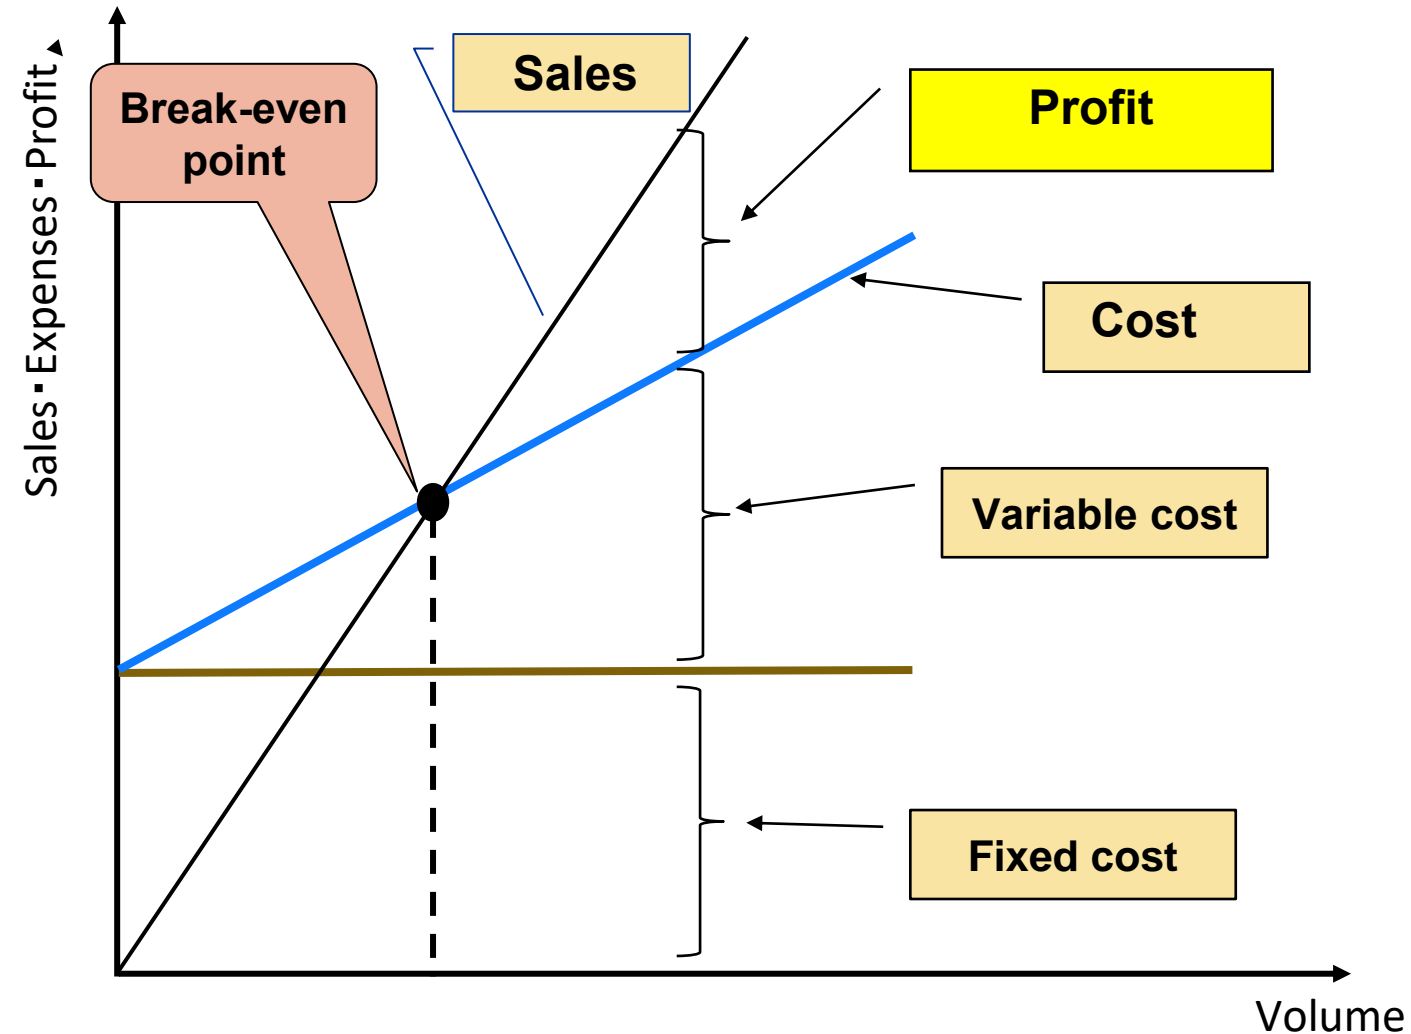 Sales▪Expenses▪Profit▲
Break-even
point
Sales
Profit
Cost
Variable cost
Fixed cost
Volume